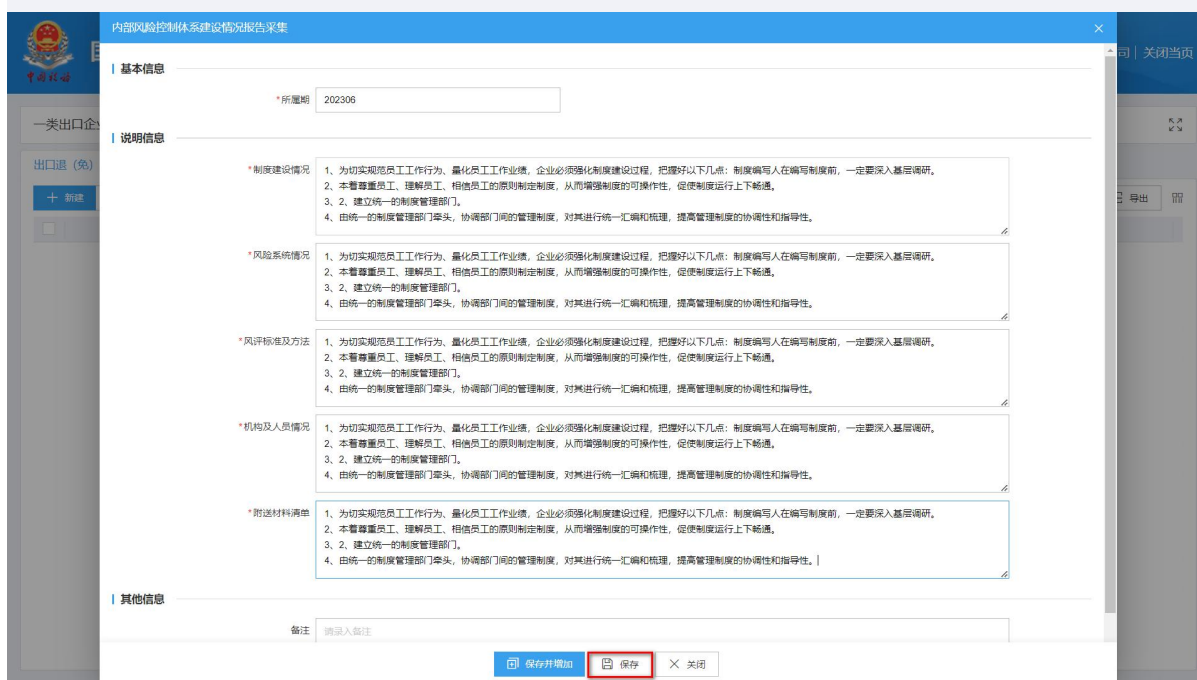 内部风险控制体系建设情况报告采集
国
中国税务
司 | 关闭当页
基本信息
*所属期 202306
一类出口企业
说明信息
出口退（免）
新建
导出
*制度建设情况 1、为切实规范员工工作行为、量化员工工作业绩，企业必须强化制度建设过程，把握好以下几点：制度编写人在编写制度前，一定要深入基层调研。
2、本着尊重员工、理解员工、相信员工的原则制定制度，从而增强制度的可操作性，促使制度运行上下畅通。
3、2、建立统一的制度管理部门。
4、由统一的制度管理部门牵头，协调部门间的管理制度，对其进行统一汇编和梳理，提高管理制度的协调性和指导性。
*风险系统情况 1、为切实规范员工工作行为、量化员工工作业绩，企业必须强化制度建设过程，把握好以下几点：制度编写人在编写制度前，一定要深入基层调研。
2、本着尊重员工、理解员工、相信员工的原则制定制度，从而增强制度的可操作性，促使制度运行上下畅通。
3、2、建立统一的制度管理部门。
4、由统一的制度管理部门牵头，协调部门间的管理制度，对其进行统一汇编和梳理，提高管理制度的协调性和指导性。
*风评标准及方法 1、为切实规范员工工作行为、量化员工工作业绩，企业必须强化制度建设过程，把握好以下几点：制度编写人在编写制度前，一定要深入基层调研。
2、本着尊重员工、理解员工、相信员工的原则制定制度，从而增强制度的可操作性，促使制度运行上下畅通。
3、2、建立统一的制度管理部门。
4、由统一的制度管理部门牵头，协调部门间的管理制度，对其进行统一汇编和梳理，提高管理制度的协调性和指导性。
*机构及人员情况 1、为切实规范员工工作行为、量化员工工作业绩，企业必须强化制度建设过程，把握好以下几点：制度编写人在编写制度前，一定要深入基层调研。
2、本着尊重员工、理解员工、相信员工的原则制定制度，从而增强制度的可操作性，促使制度运行上下畅通。
3、2、建立统一的制度管理部门。
4、由统一的制度管理部门牵头，协调部门间的管理制度，对其进行统一汇编和梳理，提高管理制度的协调性和指导性。
*附送材料清单 1、为切实规范员工工作行为、量化员工工作业绩，企业必须强化制度建设过程，把握好以下几点：制度编写人在编写制度前，一定要深入基层调研。
2、本着尊重员工、理解员工、相信员工的原则制定制度，从而增强制度的可操作性，促使制度运行上下畅通。
3、2、建立统一的制度管理部门。
4、由统一的制度管理部门牵头，协调部门间的管理制度，对其进行统一汇编和梳理，提高管理制度的协调性和指导性。
其他信息
备注 请录入备注
保存并增加 保存 关闭